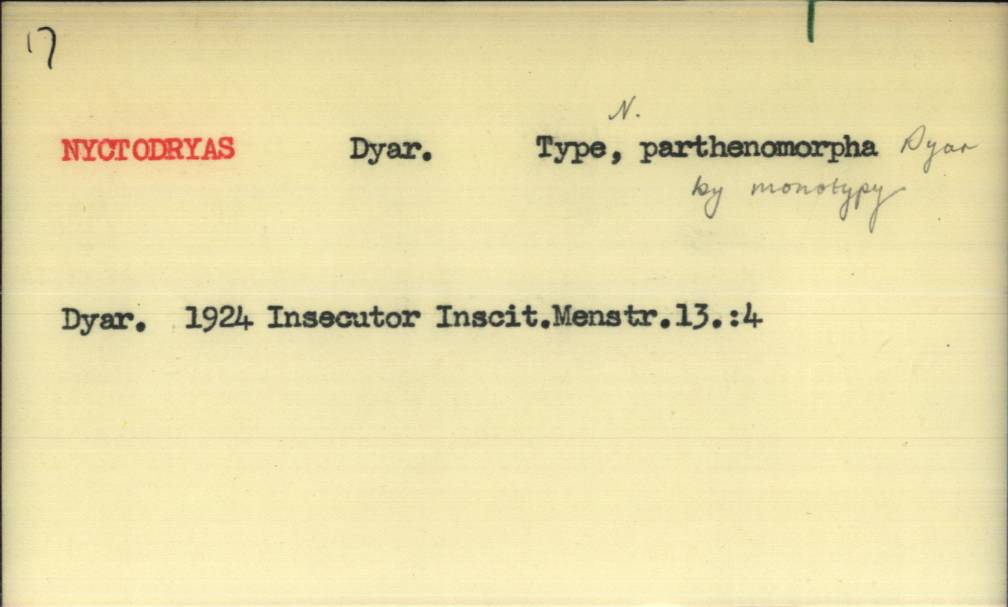 17
N.
NYCTODRYAS Dyar. Type, parthenomorpha Dyar
by monotypy
Dyar. 1924 Insecutor Inscit.Menstr.13.:4